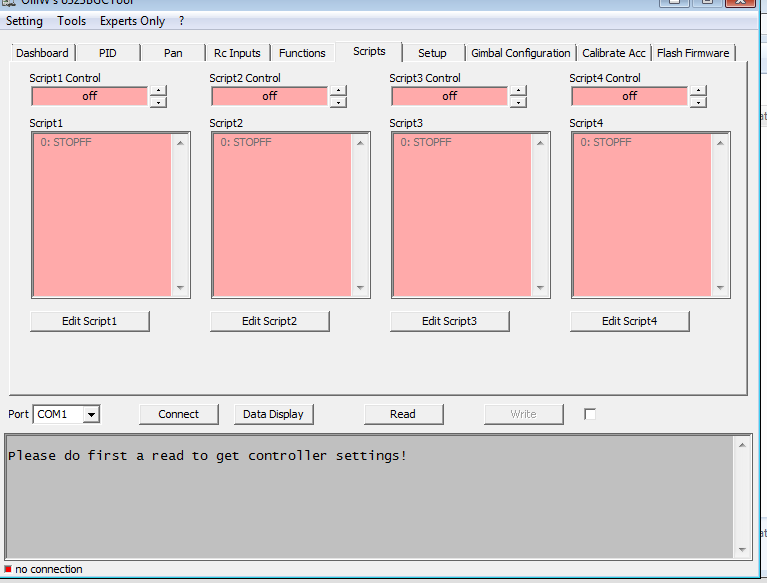 OlliW's o323BGCTool
Setting Tools Experts Only ?
Dashboard PID Pan Rc Inputs Functions Scripts Setup Gimbal Configuration Calibrate Acc Flash Firmware
Script1 Control Script2 Control Script3 Control Script4 Control
off off off off
Script1 Script2 Script3 Script4
0: STOPFF 0: STOPFF 0: STOPFF 0: STOPFF
Edit Script1 Edit Script2 Edit Script3 Edit Script4
Port COM1 Connect Data Display Read Write
Please do first a read to get controller settings!
no connection